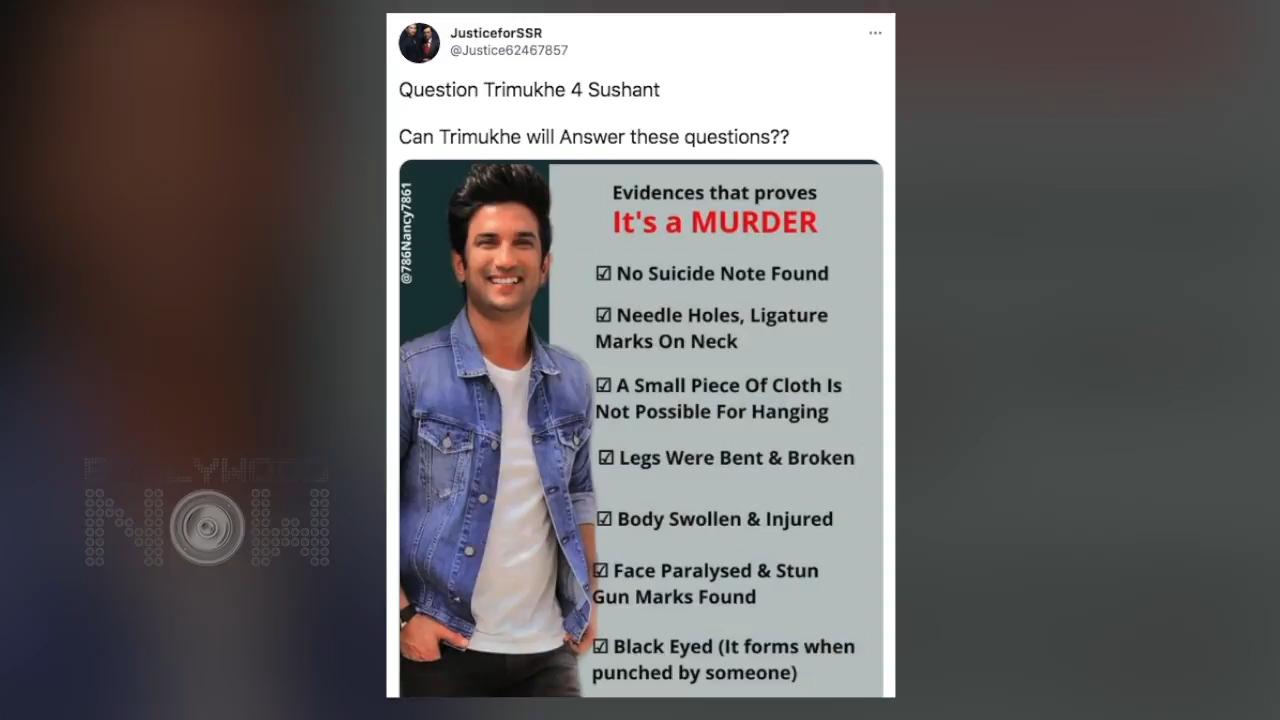 JusticeforSSR
@Justice62467857
Question Trimukhe 4 Sushant
Can Trimukhe will Answer these questions??
@786Nancy7861
Evidences that proves
It's a MURDER
☑ No Suicide Note Found
☑ Needle Holes, Ligature
Marks On Neck
☑ A Small Piece Of Cloth Is
Not Possible For Hanging
☑ Legs Were Bent & Broken
☑ Body Swollen & Injured
☑ Face Paralysed & Stun
Gun Marks Found
☑ Black Eyed (It forms when
punched by someone)
BOLLYWOOD
NOW